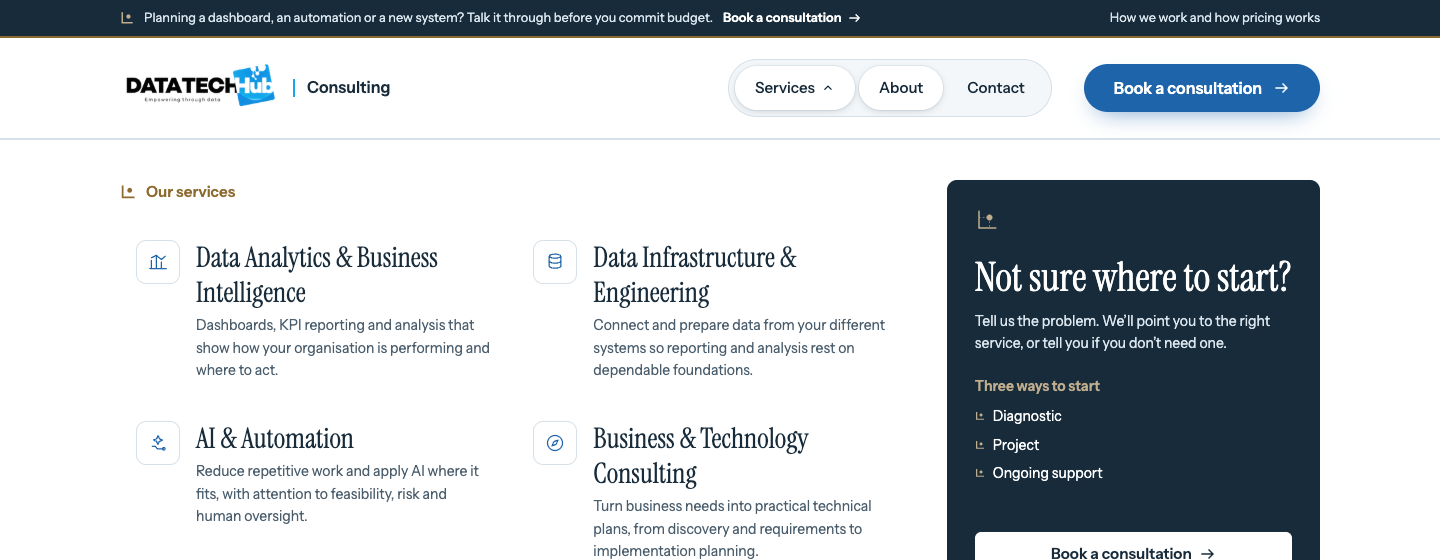 Planning a dashboard, an automation or a new system? Talk it through before you commit budget. Book a consultation → How we work and how pricing works
DATATECHHub
Empowering through data
Consulting
Services
About
Contact
Book a consultation →
Our services
Data Analytics & Business
Intelligence
Dashboards, KPI reporting and analysis that
show how your organisation is performing and
where to act.
Data Infrastructure &
Engineering
Connect and prepare data from your different
systems so reporting and analysis rest on
dependable foundations.
AI & Automation
Reduce repetitive work and apply AI where it
fits, with attention to feasibility, risk and
human oversight.
Business & Technology
Consulting
Turn business needs into practical technical
plans, from discovery and requirements to
implementation planning.
Not sure where to start?
Tell us the problem. We'll point you to the right
service, or tell you if you don't need one.
Three ways to start
Diagnostic
Project
Ongoing support
Book a consultation →